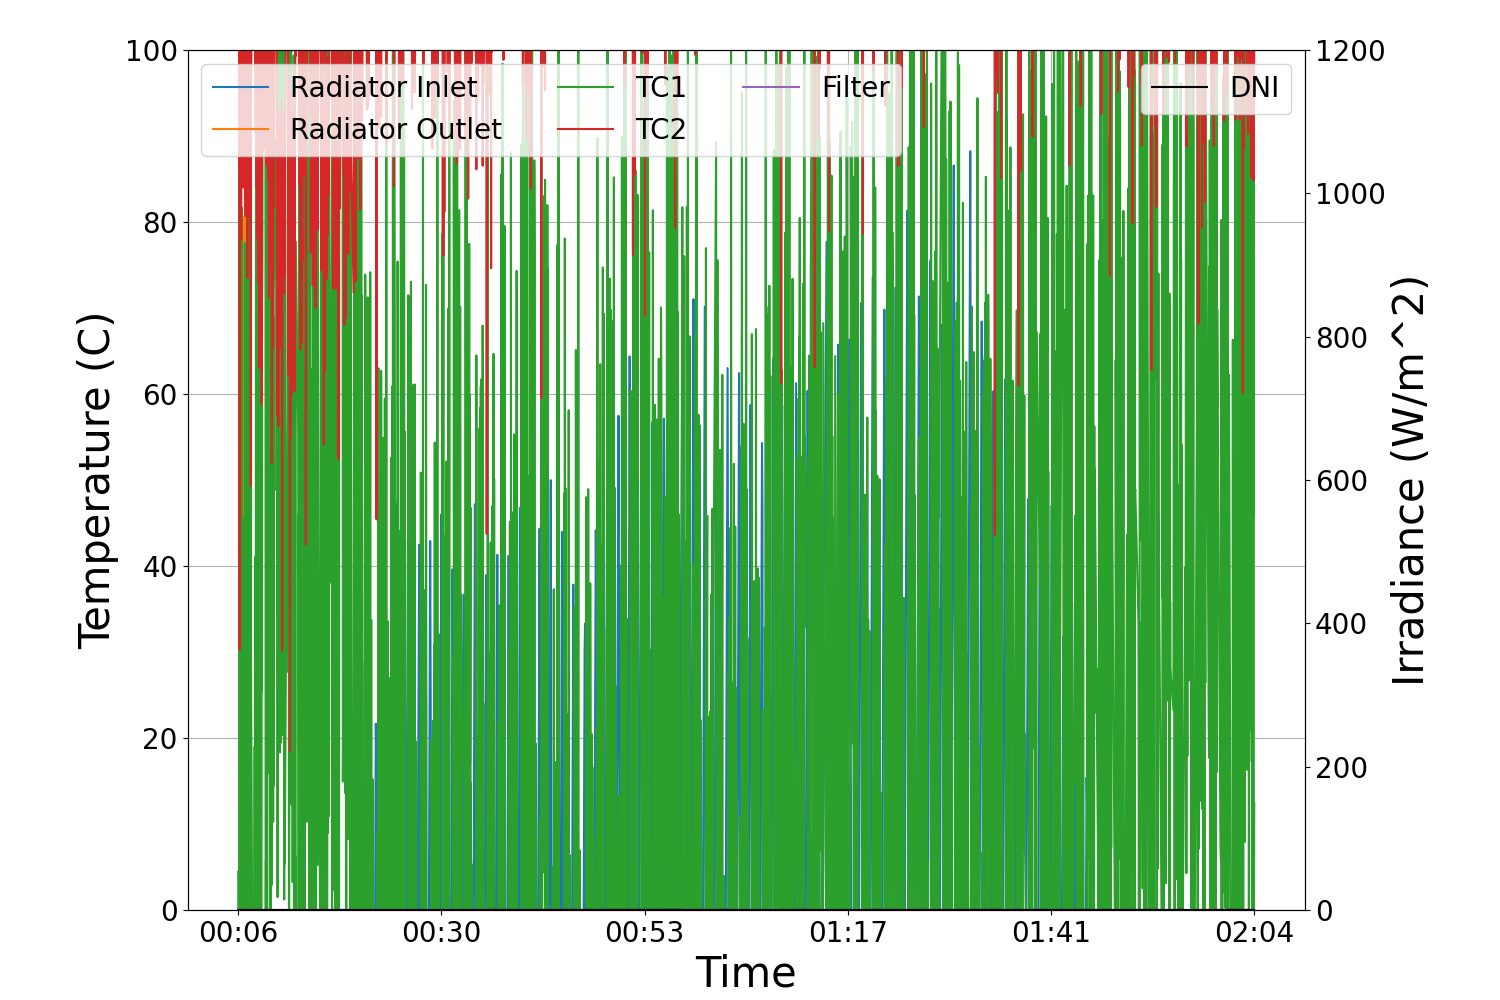 100
80
60
40
20
0
Temperature (C)
Radiator Inlet
Radiator Outlet
TC1
TC2
Filter
DNI
1200
1000
800
600
400
200
0
Irradiance (W/m^2)
00:06
00:30
00:53
01:17
01:41
02:04
Time